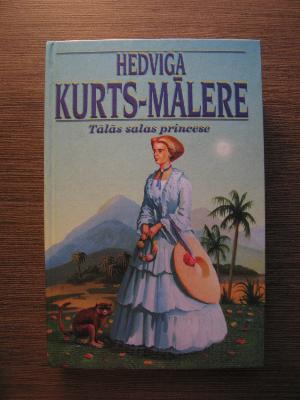 HEDVIGA
KURTS-MĀLERE
Tālās salas princese